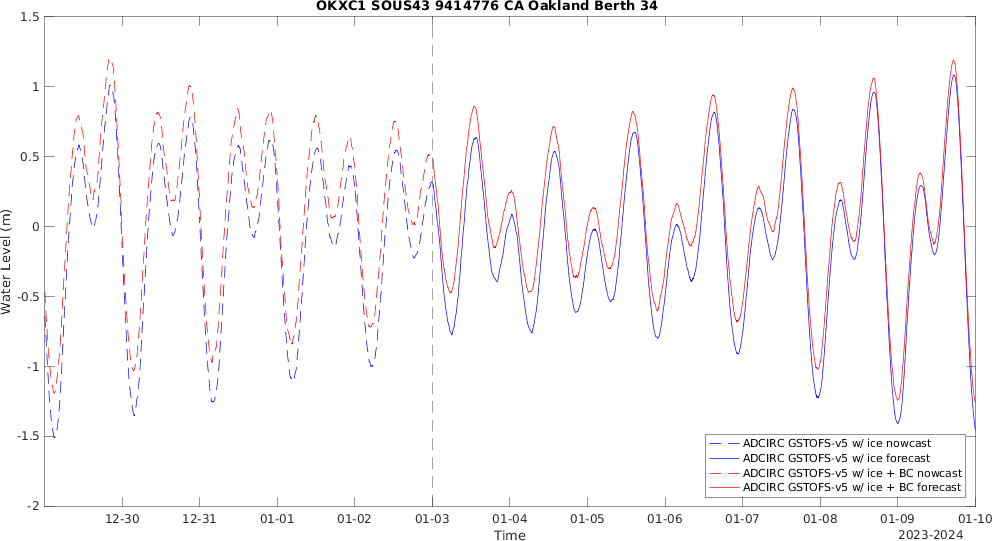 OKXC1 SOUS43 9414776 CA Oakland Berth 34
1.5
1
0.5
0
-0.5
-1
-1.5
-2
Water Level (m)
ADCIRC GSTOFS-v5 w/ ice nowcast
ADCIRC GSTOFS-v5 w/ ice forecast
ADCIRC GSTOFS-v5 w/ ice + BC nowcast
ADCIRC GSTOFS-v5 w/ ice + BC forecast
12-30 12-31 01-01 01-02 01-03 01-04 01-05 01-06 01-07 01-08 01-09 01-10
Time
2023-2024